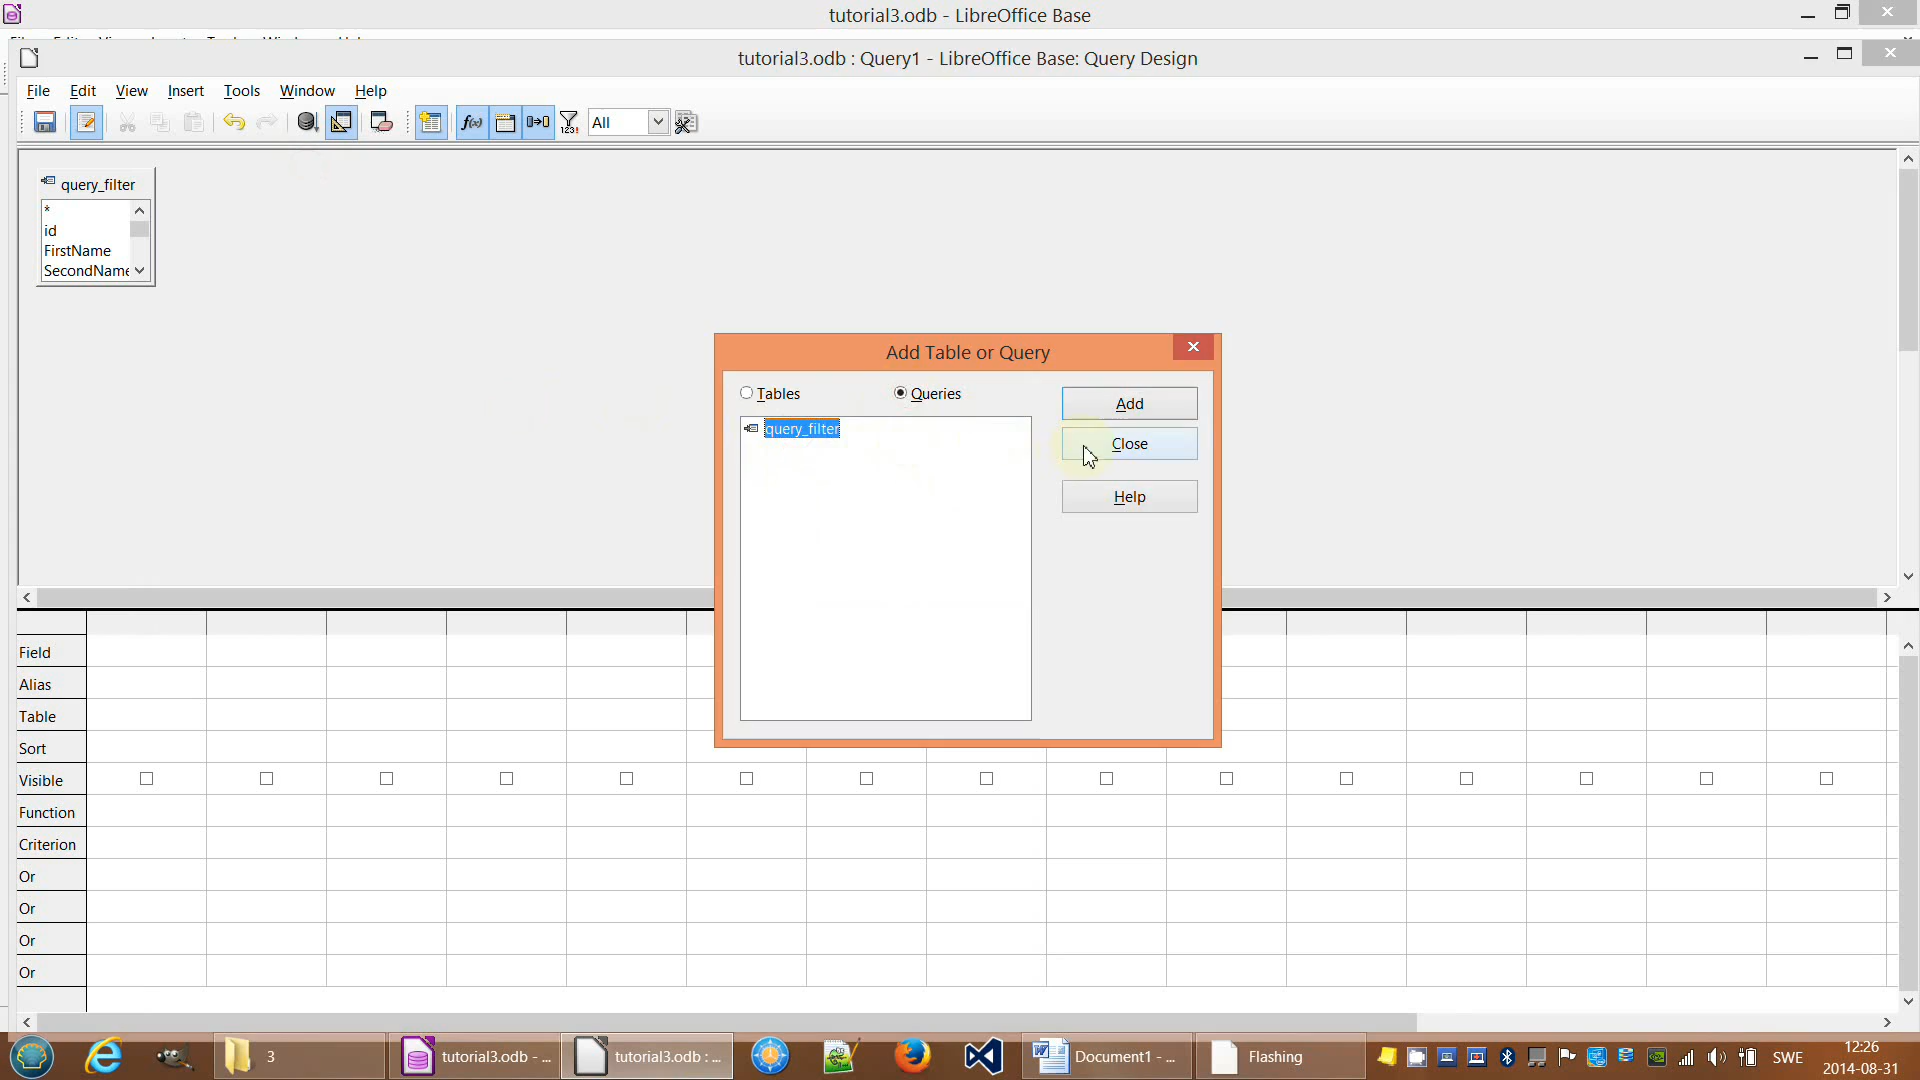 tutorial3.odb - LibreOffice Base
tutorial3.odb : Query1 - LibreOffice Base: Query Design
File Edit View Insert Tools Window Help
f(x) 123! All
query_filter
*
id
FirstName
SecondName
Add Table or Query
Tables Queries
query_filter
Add
Close
Help
Field
Alias
Table
Sort
Visible
Function
Criterion
Or
Or
Or
Or
3
tutorial3.odb - ...
tutorial3.odb : ...
Document1 - ...
Flashing
SWE
12:26
2014-08-31